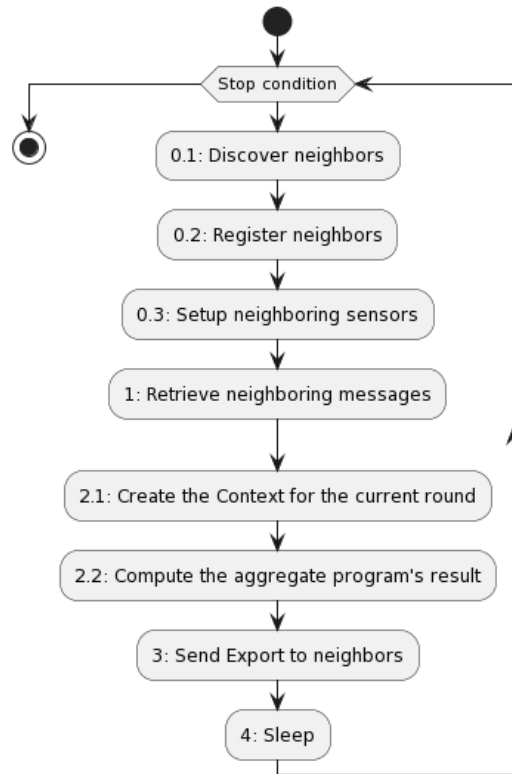 Stop condition
0.1: Discover neighbors
0.2: Register neighbors
0.3: Setup neighboring sensors
1: Retrieve neighboring messages
2.1: Create the Context for the current round
2.2: Compute the aggregate program's result
3: Send Export to neighbors
4: Sleep